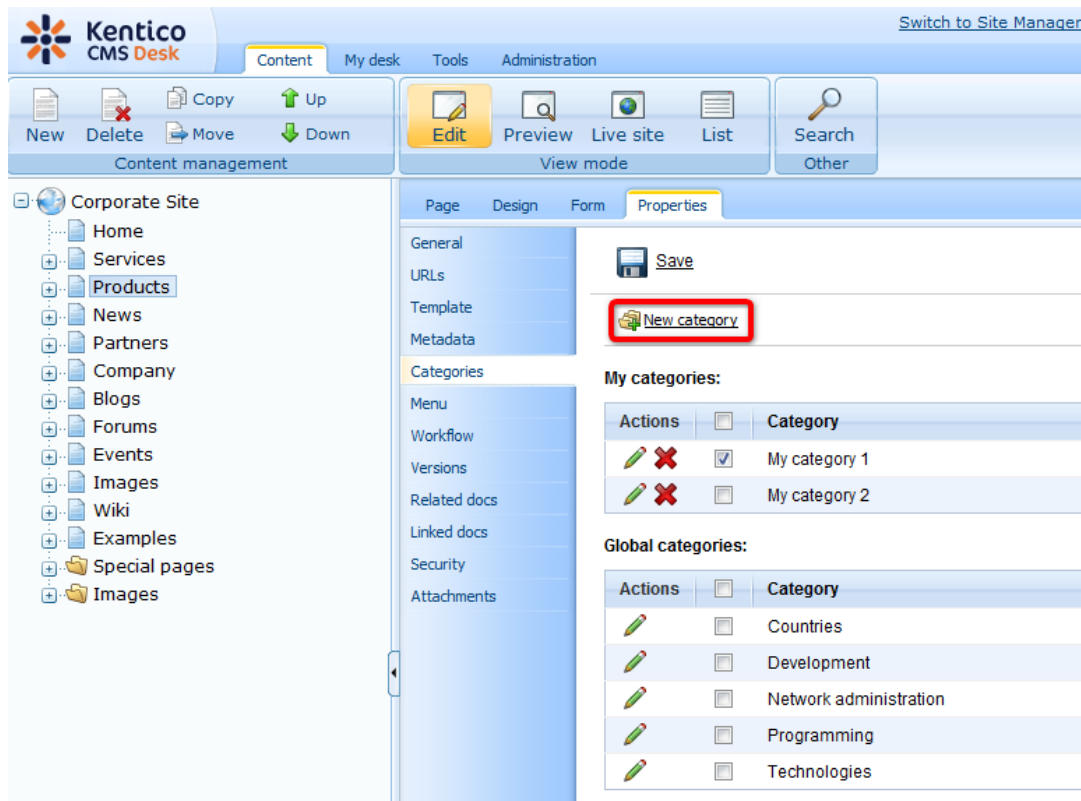 Kentico
CMS Desk
Switch to Site Manager
Content
My desk
Tools
Administration
New
Delete
Copy
Move
Up
Down
Content management
Edit
Preview
Live site
List
View mode
Search
Other
Corporate Site
Home
Services
Products
News
Partners
Company
Blogs
Forums
Events
Images
Wiki
Examples
Special pages
Images
Page
Design
Form
Properties
General
URLs
Template
Metadata
Categories
Menu
Workflow
Versions
Related docs
Linked docs
Security
Attachments
Save
New category
My categories:
Actions
Category
My category 1
My category 2
Global categories:
Actions
Category
Countries
Development
Network administration
Programming
Technologies